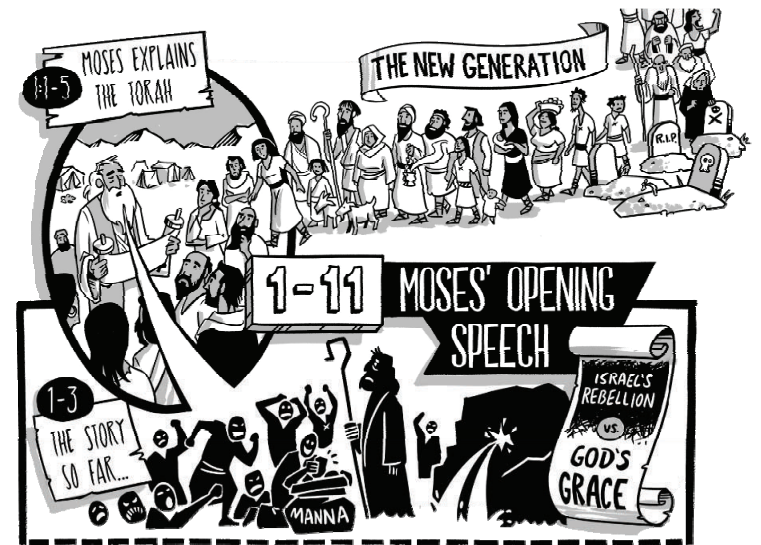 1:1-5
MOSES EXPLAINS
THE TORAH
THE NEW GENERATION
R.I.P.
1-11
MOSES' OPENING
SPEECH
1-3
THE STORY
SO FAR...
MANNA
ISRAEL'S
REBELLION
VS.
GOD'S
GRACE